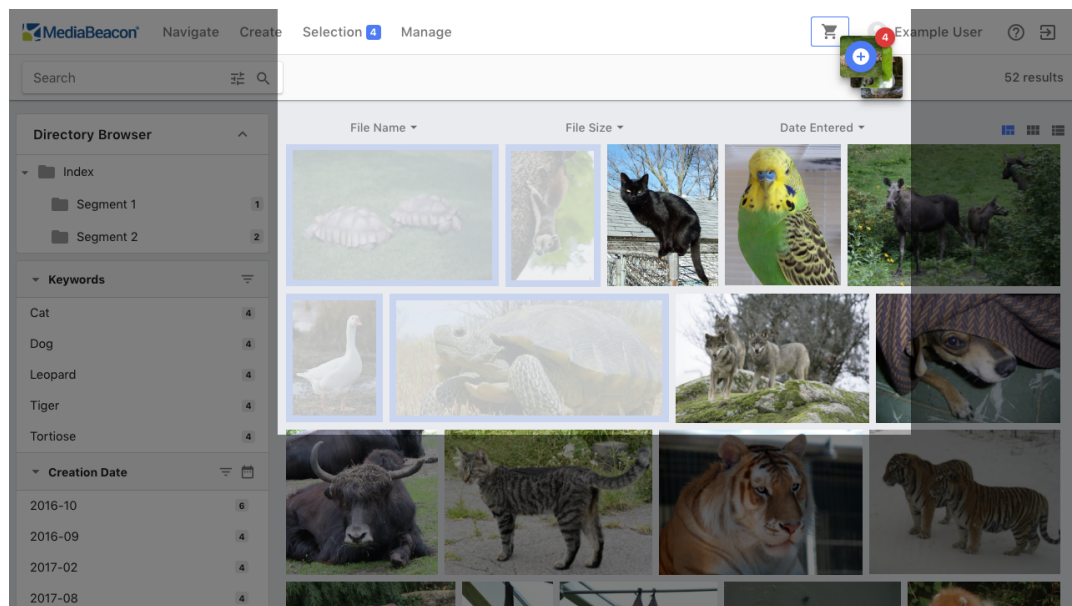 MediaBeacon® Navigate Create Selection 4 Manage Example User
4
Search
52 results
Directory Browser
File Name File Size Date Entered
Index
Segment 1 1
Segment 2 2
Keywords
Cat 4
Dog 4
Leopard 4
Tiger 4
Tortiose 4
Creation Date
2016-10 6
2016-09 4
2017-02 4
2017-08 4